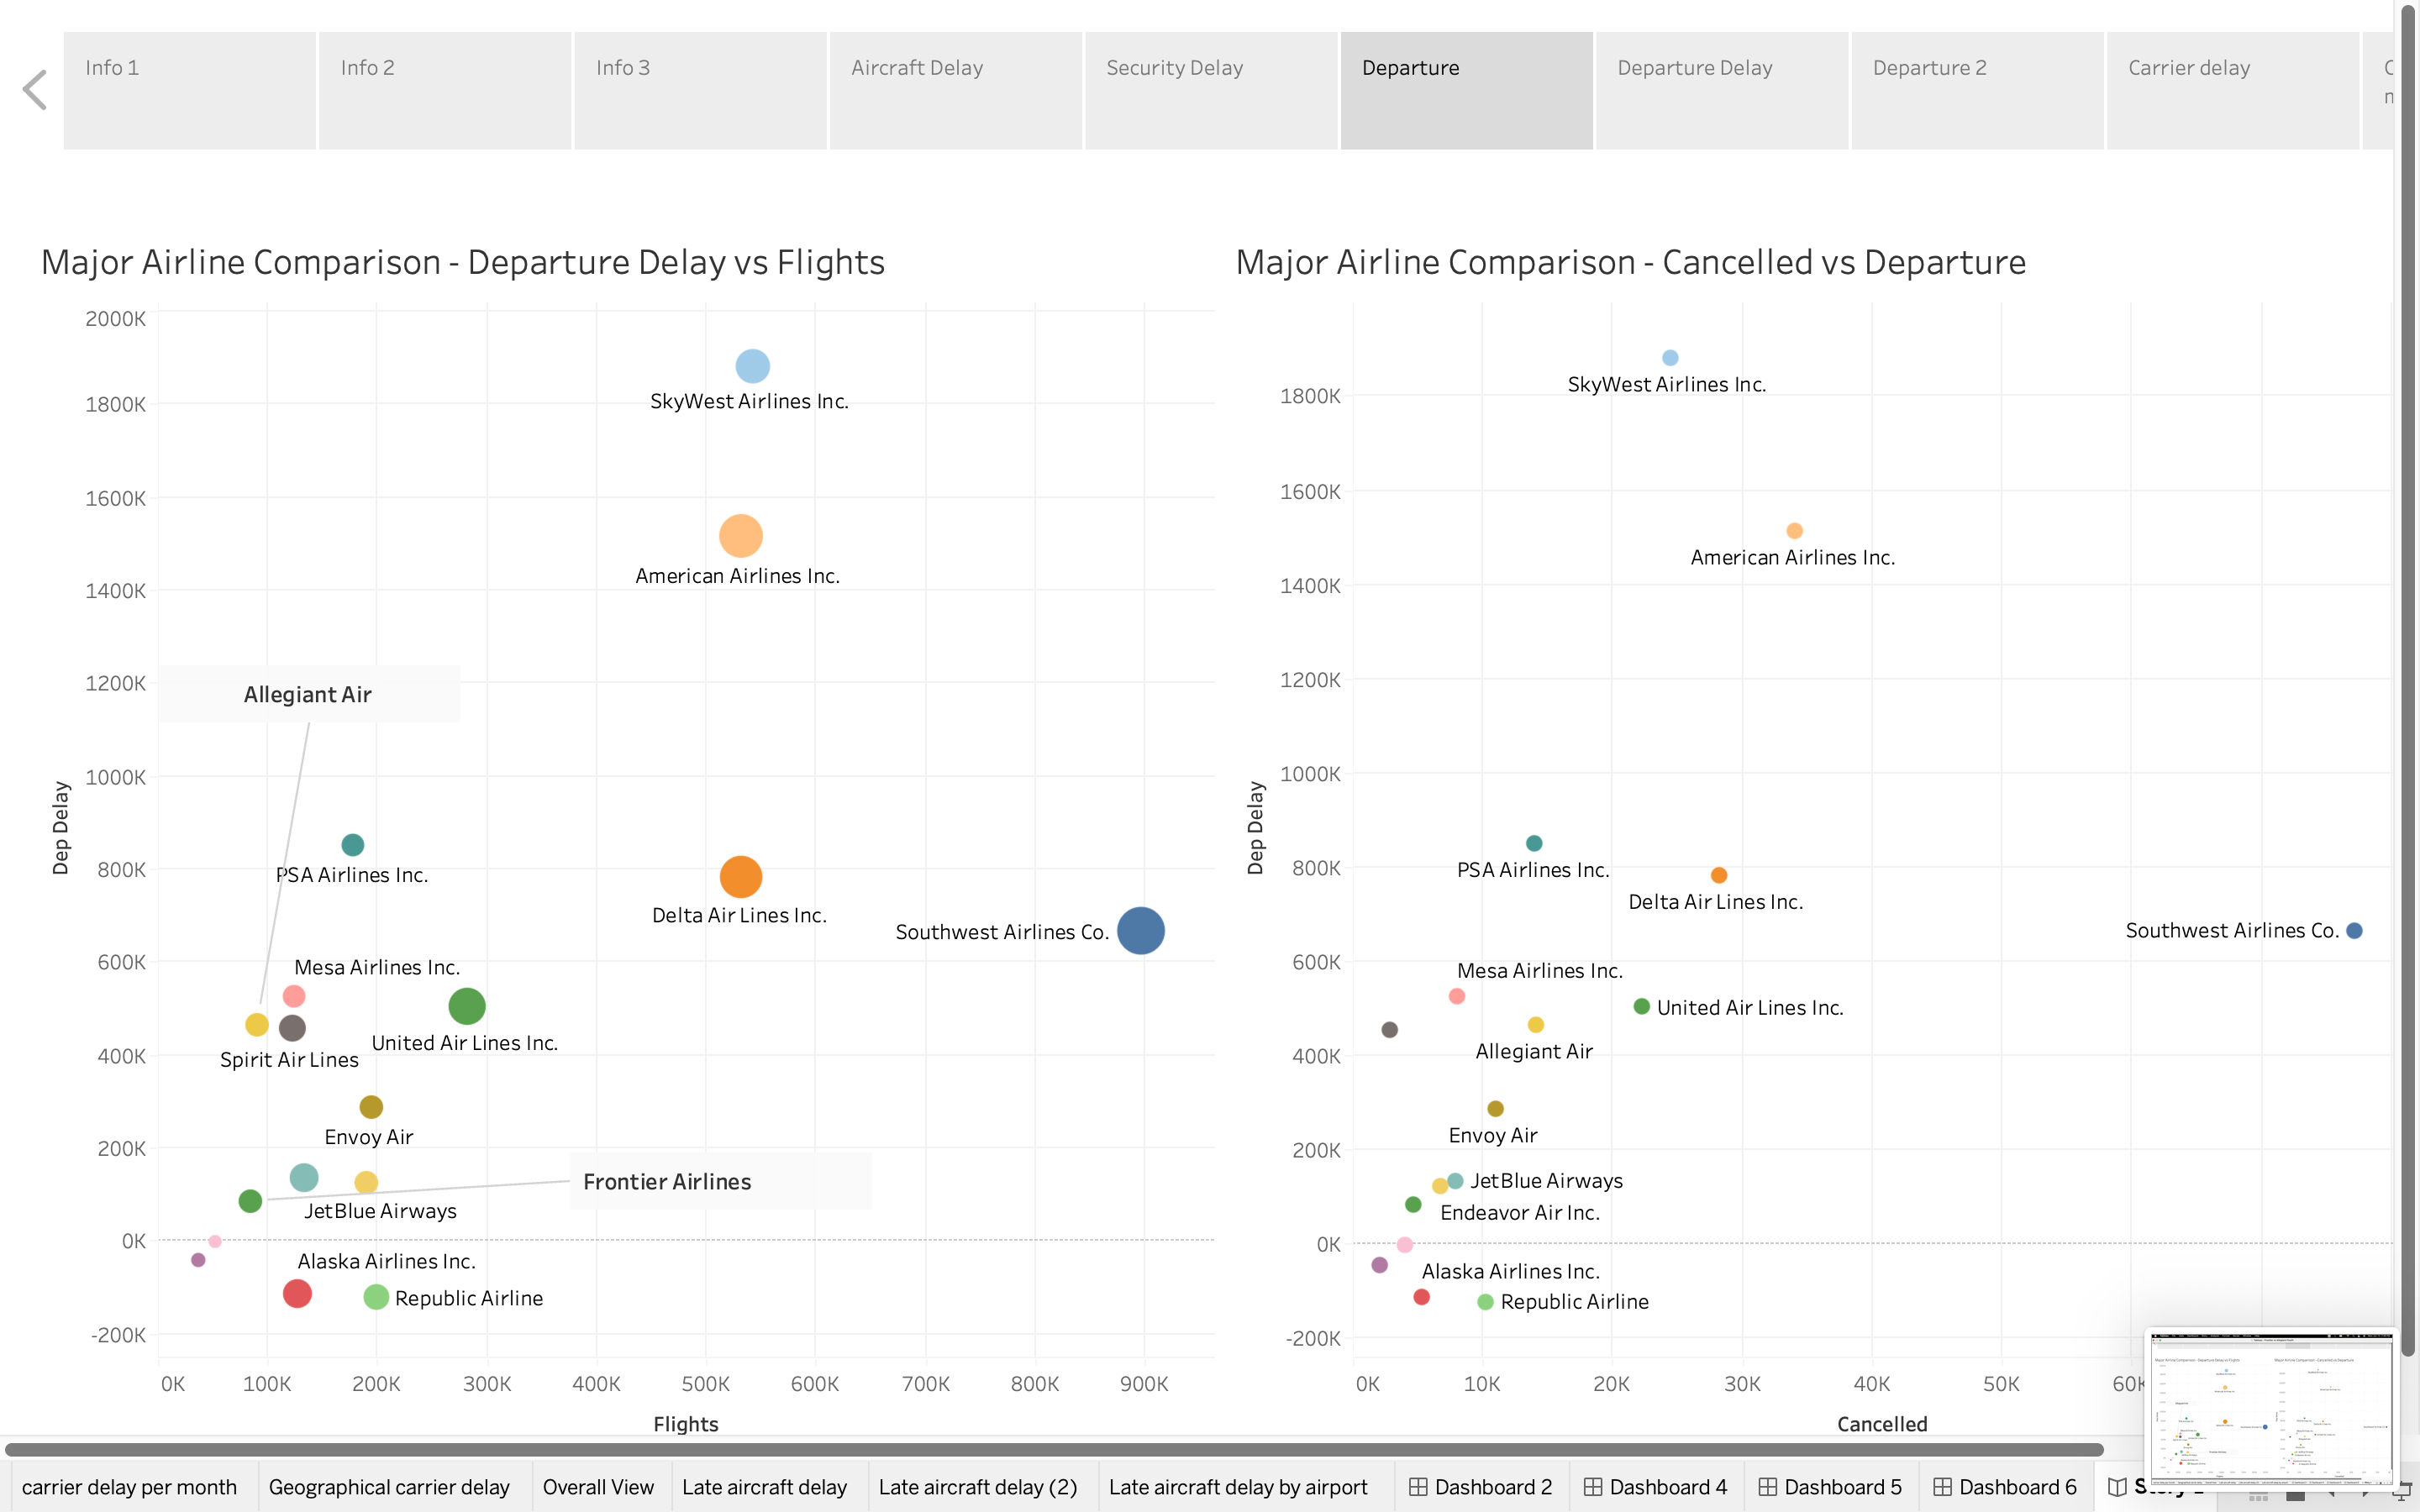 Info 1
Info 2
Info 3
Aircraft Delay
Security Delay
Departure
Departure Delay
Departure 2
Carrier delay
Major Airline Comparison - Departure Delay vs Flights
2000K
1800K
1600K
1400K
1200K
1000K
800K
600K
400K
200K
0K
-200K
Dep Delay
SkyWest Airlines Inc.
American Airlines Inc.
Allegiant Air
PSA Airlines Inc.
Delta Air Lines Inc.
Southwest Airlines Co.
Mesa Airlines Inc.
United Air Lines Inc.
Spirit Air Lines
Envoy Air
Frontier Airlines
JetBlue Airways
Alaska Airlines Inc.
Republic Airline
0K
100K
200K
300K
400K
500K
600K
700K
800K
900K
Flights
Major Airline Comparison - Cancelled vs Departure
1800K
1600K
1400K
1200K
1000K
800K
600K
400K
200K
0K
-200K
Dep Delay
SkyWest Airlines Inc.
American Airlines Inc.
PSA Airlines Inc.
Delta Air Lines Inc.
Southwest Airlines Co.
Mesa Airlines Inc.
United Air Lines Inc.
Allegiant Air
Envoy Air
JetBlue Airways
Endeavor Air Inc.
Alaska Airlines Inc.
Republic Airline
0K
10K
20K
30K
40K
50K
Cancelled
carrier delay per month
Geographical carrier delay
Overall View
Late aircraft delay
Late aircraft delay (2)
Late aircraft delay by airport
Dashboard 2
Dashboard 4
Dashboard 5
Dashboard 6